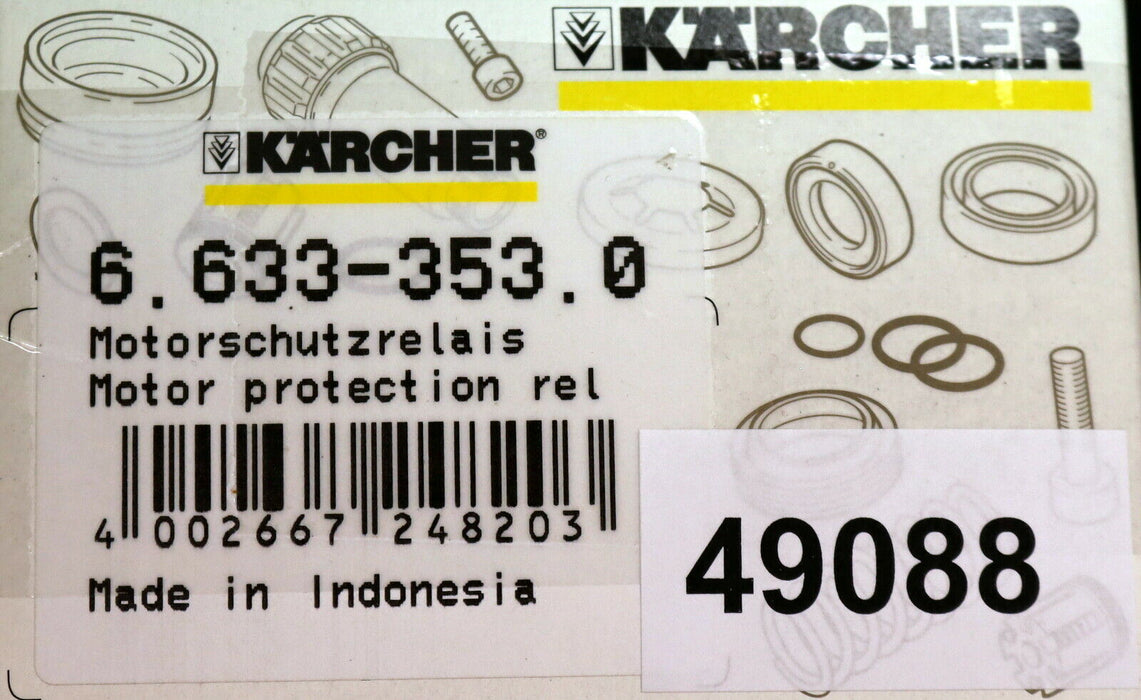 KÄRCHER
KÄRCHER®
6.633-353.0
Motorschutzrelais
Motor protection rel
4 002667 248203
Made in Indonesia
49088